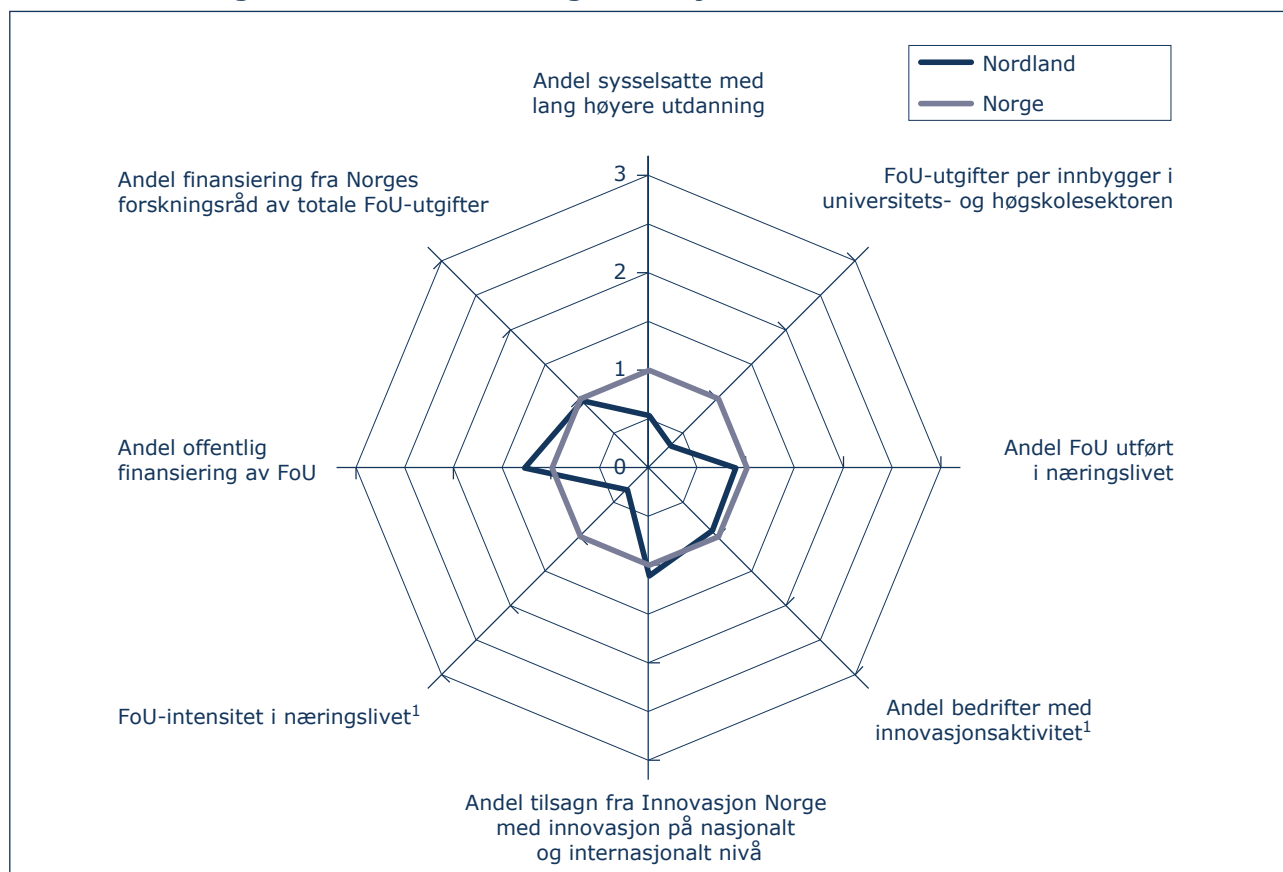 Nordland
Norge
Andel sysselsatte med
lang høyere utdanning
FoU-utgifter per innbygger i
universitets- og høgskolesektoren
Andel FoU utført
i næringslivet
Andel bedrifter med
innovasjonsaktivitet¹
Andel tilsagn fra Innovasjon Norge
med innovasjon på nasjonalt
og internasjonalt nivå
FoU-intensitet i næringslivet¹
Andel offentlig
finansiering av FoU
Andel finansiering fra Norges
forskningsråd av totale FoU-utgifter
3
2
1
0